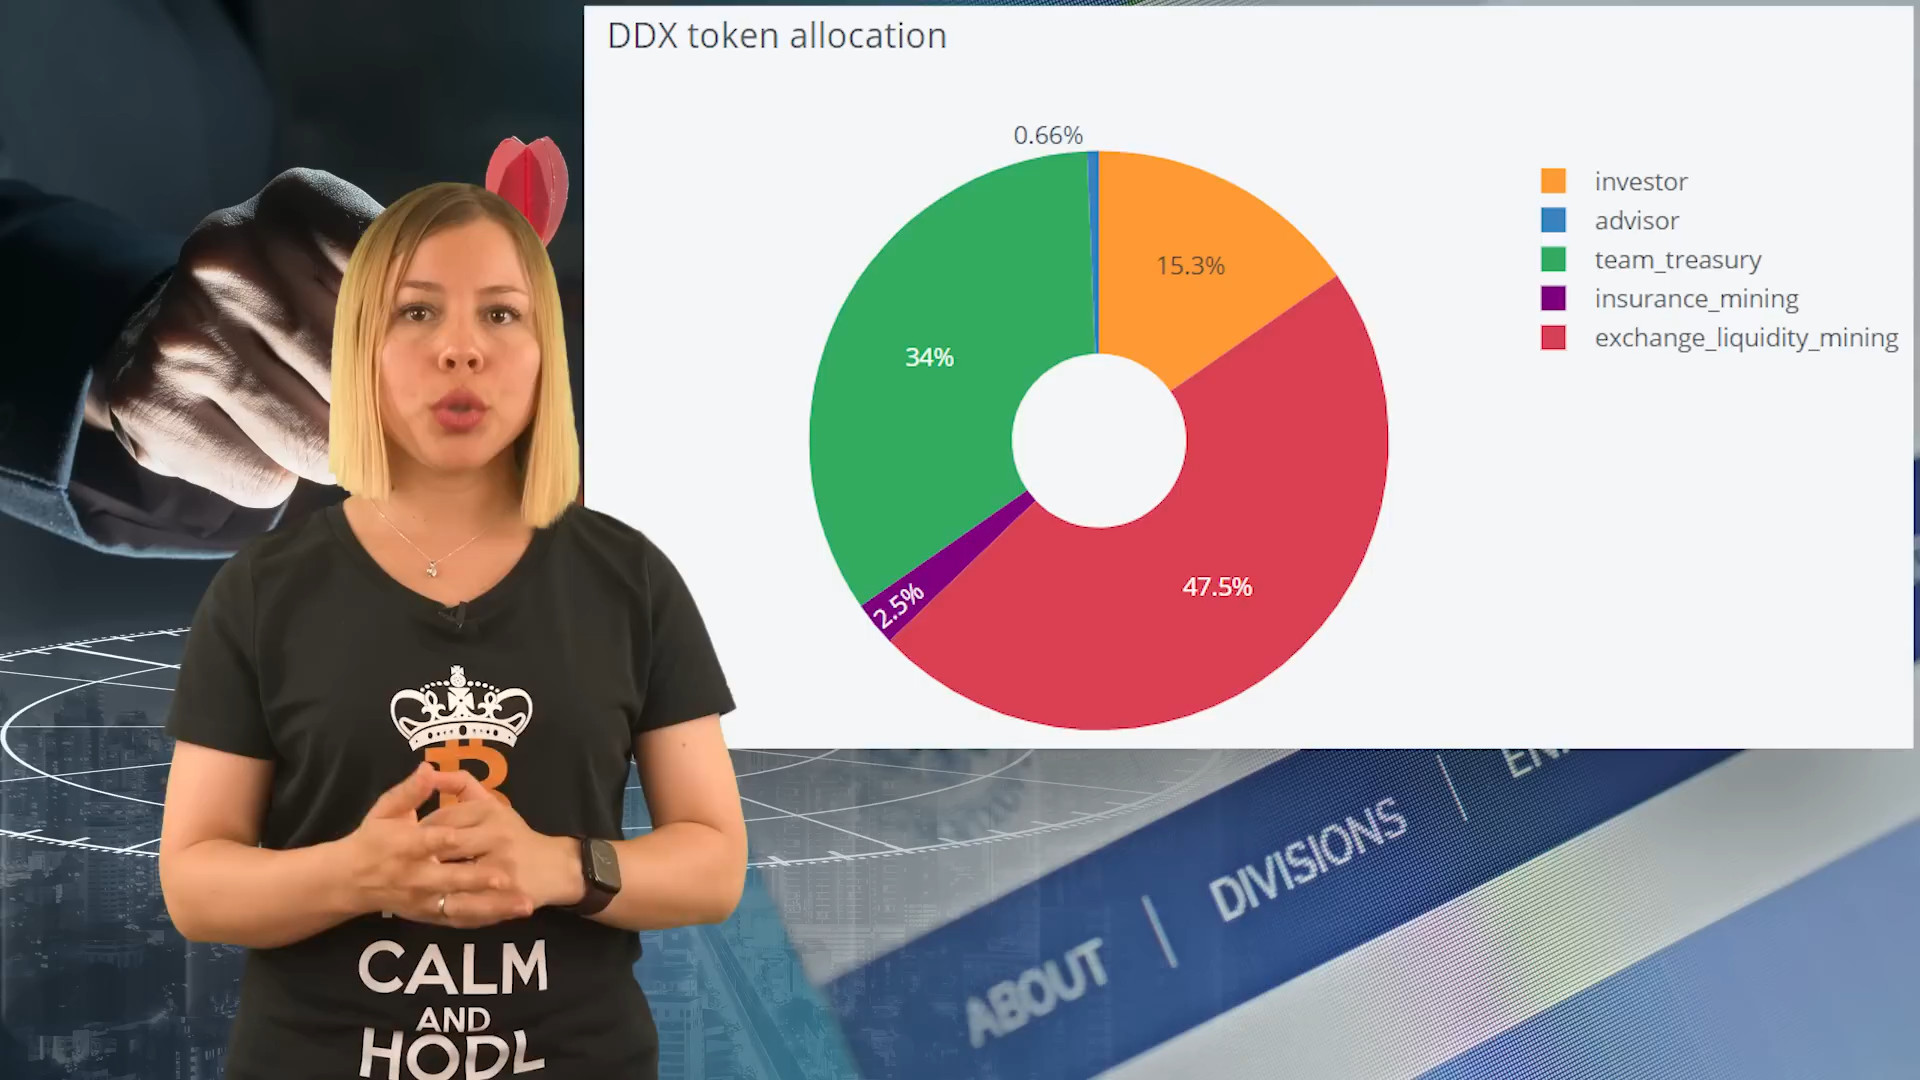 DDX token allocation
0.66%
15.3%
34%
2.5%
47.5%
investor
advisor
team_treasury
insurance_mining
exchange_liquidity_mining
CALM
AND
HODL
ABOUT | DIVISIONS |